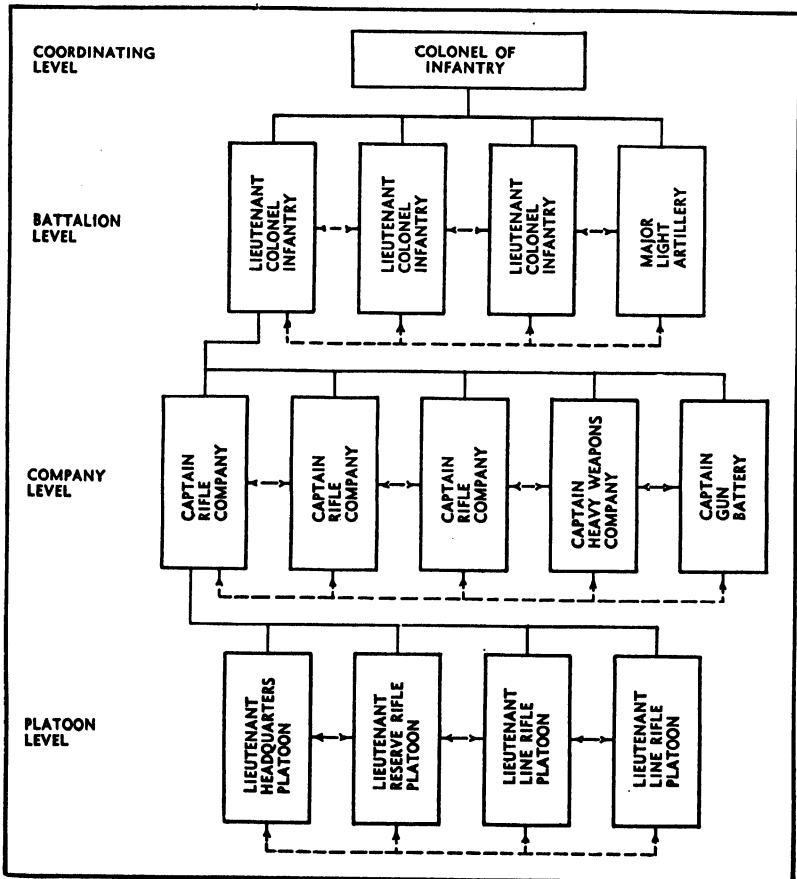 COORDINATING
LEVEL
COLONEL OF
INFANTRY
BATTALION
LEVEL
LIEUTENANT
COLONEL
INFANTRY
LIEUTENANT
COLONEL
INFANTRY
LIEUTENANT
COLONEL
INFANTRY
MAJOR
LIGHT
ARTILLERY
COMPANY
LEVEL
CAPTAIN
RIFLE
COMPANY
CAPTAIN
RIFLE
COMPANY
CAPTAIN
RIFLE
COMPANY
CAPTAIN
HEAVY WEAPONS
COMPANY
CAPTAIN
GUN
BATTERY
PLATOON
LEVEL
LIEUTENANT
HEADQUARTERS
PLATOON
LIEUTENANT
RESERVE RIFLE
PLATOON
LIEUTENANT
LINE RIFLE
PLATOON
LIEUTENANT
LINE RIFLE
PLATOON